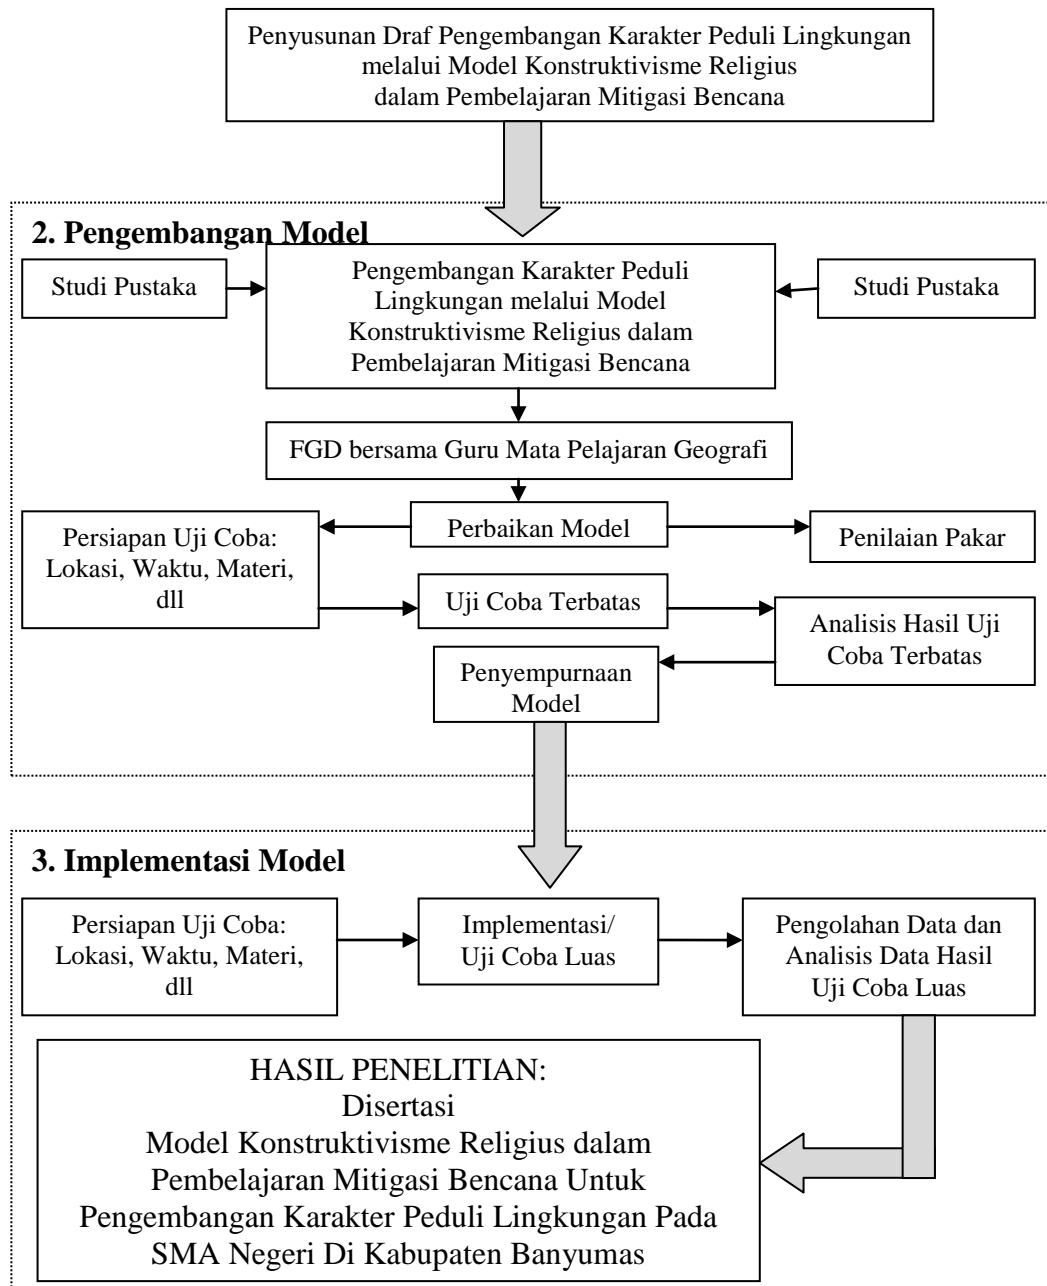 Penyusunan Draf Pengembangan Karakter Peduli Lingkungan
melalui Model Konstruktivisme Religius
dalam Pembelajaran Mitigasi Bencana
2. Pengembangan Model
Studi Pustaka
Pengembangan Karakter Peduli
Lingkungan melalui Model
Konstruktivisme Religius dalam
Pembelajaran Mitigasi Bencana
Studi Pustaka
FGD bersama Guru Mata Pelajaran Geografi
Persiapan Uji Coba:
Lokasi, Waktu, Materi,
dll
Perbaikan Model
Penilaian Pakar
Uji Coba Terbatas
Analisis Hasil Uji
Coba Terbatas
Penyempurnaan
Model
3. Implementasi Model
Persiapan Uji Coba:
Lokasi, Waktu, Materi,
dll
Implementasi/
Uji Coba Luas
Pengolahan Data dan
Analisis Data Hasil
Uji Coba Luas
HASIL PENELITIAN:
Disertasi
Model Konstruktivisme Religius dalam
Pembelajaran Mitigasi Bencana Untuk
Pengembangan Karakter Peduli Lingkungan Pada
SMA Negeri Di Kabupaten Banyumas